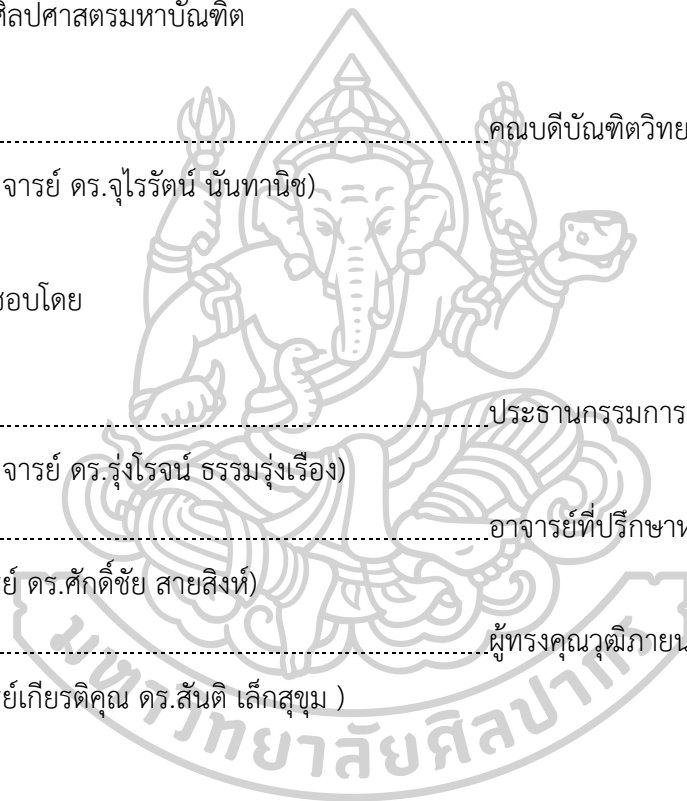 ศิลปศาสตรมหาบัณฑิต
คณบดีบัณฑิตวิทย
จารย์ ดร.จุไรรัตน์ นันทานิช)
สอบโดย
ประธานกรรมการ
จารย์ ดร.รุ่งโรจน์ ธรรมรุ่งเรือง)
อาจารย์ที่ปรึกษาห
ย์ ดร.ศักดิ์ชัย สายสิงห์)
ผู้ทรงคุณวุฒิภายน
ย์เกียรติคุณ ดร.สันติ เล็กสุขุม )
มหาวิทยาลัยศิลปากร